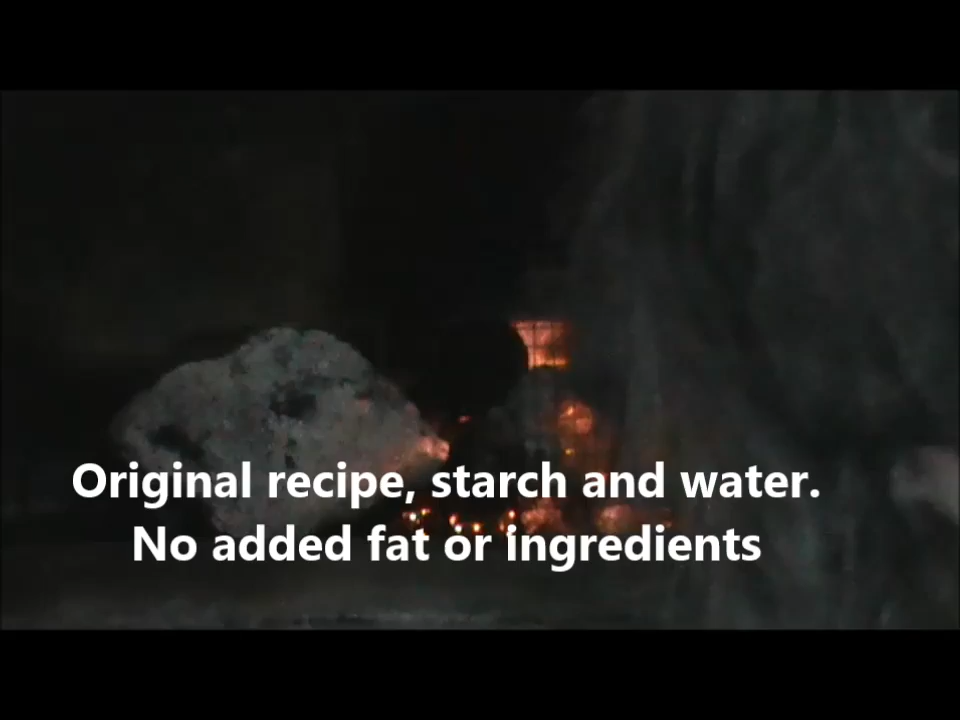 Original recipe, starch and water.
No added fat or ingredients